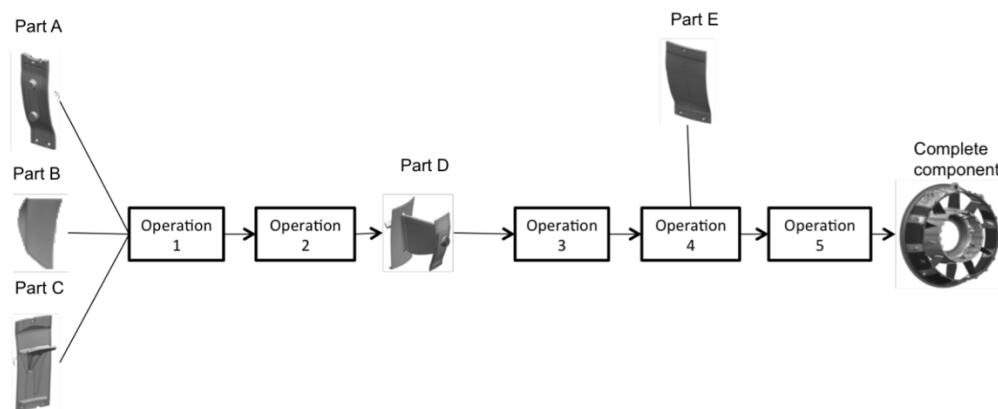 Part A
Part E
Part B
Part D
Complete
component
Operation
1
Operation
2
Operation
3
Operation
4
Operation
5
Part C